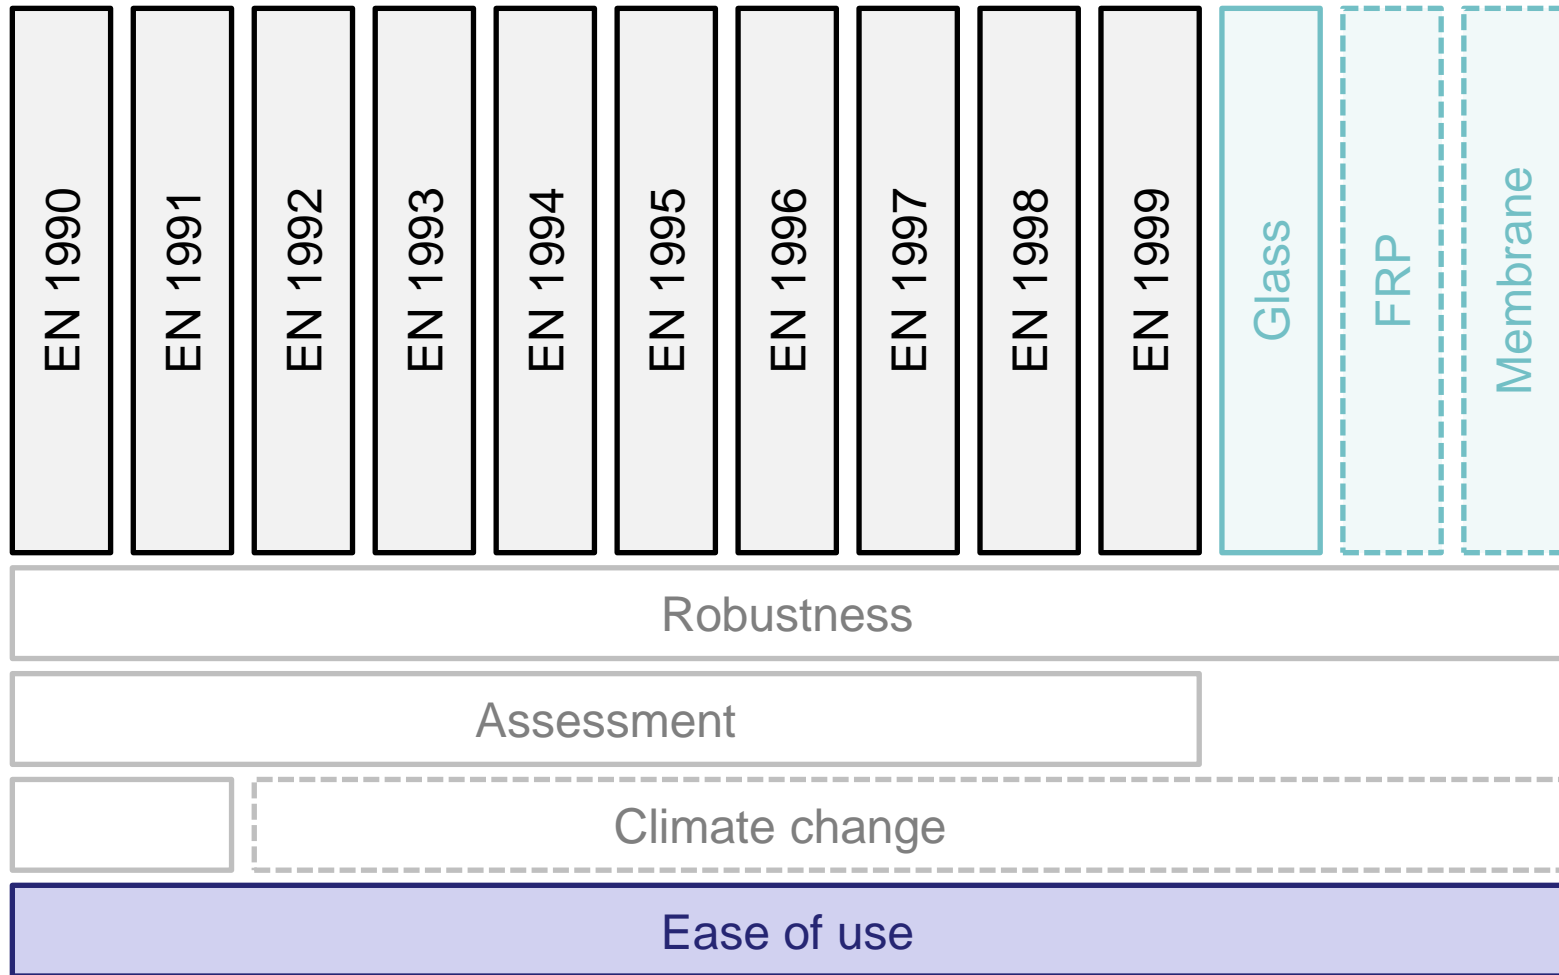 EN 1990
EN 1991
EN 1992
EN 1993
EN 1994
EN 1995
EN 1996
EN 1997
EN 1998
EN 1999
Glass
FRP
Membrane
Robustness
Assessment
Climate change
Ease of use